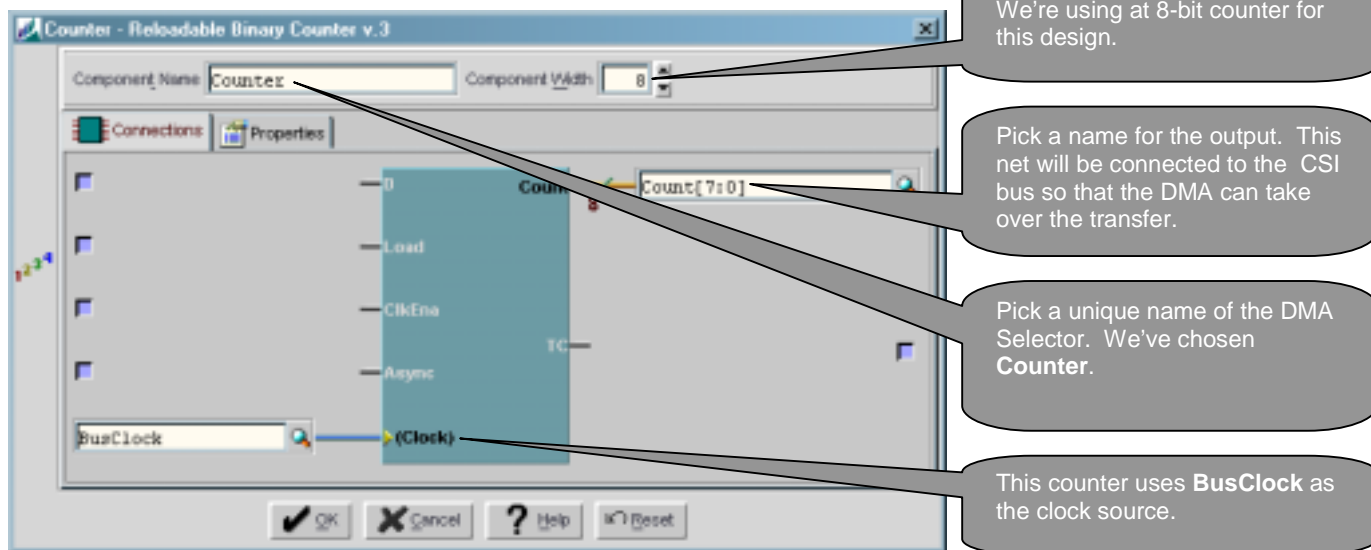 Counter - Reloadable Binary Counter v.3
Component Name Counter Component Width 8
Connections Properties
D Count 8 Count[7:0]
Load
ClkEna
TC
Async
BusClock (Clock)
OK Cancel Help Reset
1234
We're using at 8-bit counter for
this design.
Pick a name for the output. This
net will be connected to the CSI
bus so that the DMA can take
over the transfer.
Pick a unique name of the DMA
Selector. We've chosen
Counter.
This counter uses BusClock as
the clock source.